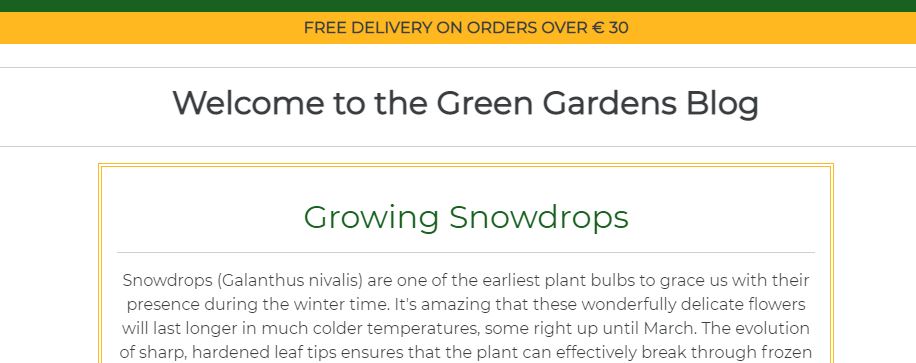 FREE DELIVERY ON ORDERS OVER € 30
Welcome to the Green Gardens Blog
Growing Snowdrops
Snowdrops (Galanthus nivalis) are one of the earliest plant bulbs to grace us with their
presence during the winter time. It's amazing that these wonderfully delicate flowers
will last longer in much colder temperatures, some right up until March. The evolution
of sharp, hardened leaf tips ensures that the plant can effectively break through frozen